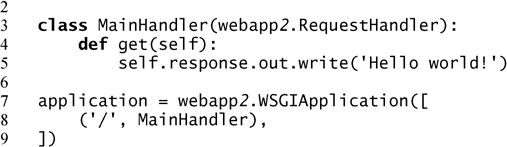 2
3 class MainHandler(webapp2.RequestHandler):
4     def get(self):
5         self.response.out.write('Hello world!')
6
7 application = webapp2.WSGIApplication([
8     ('/', MainHandler),
9 ])